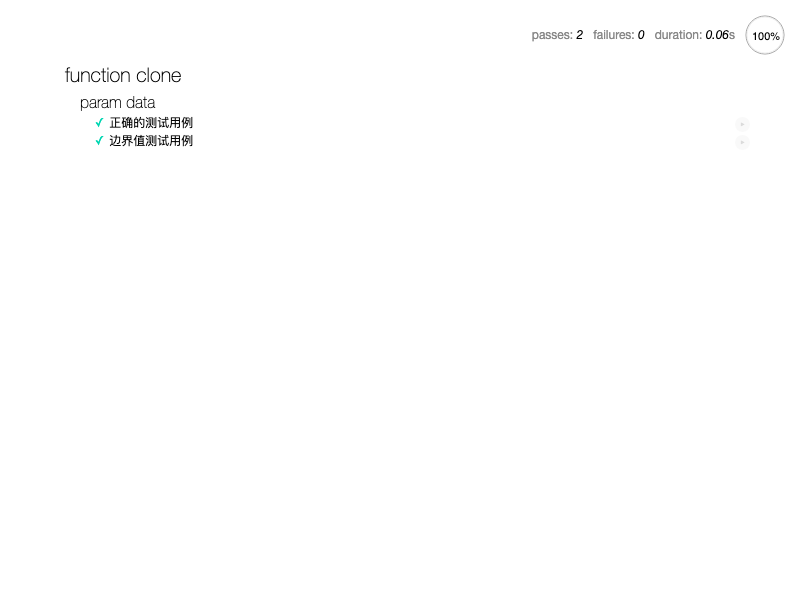 passes: 2 failures: 0 duration: 0.06s 100%
function clone
param data
✓ 正确的测试用例
✓ 边界值测试用例